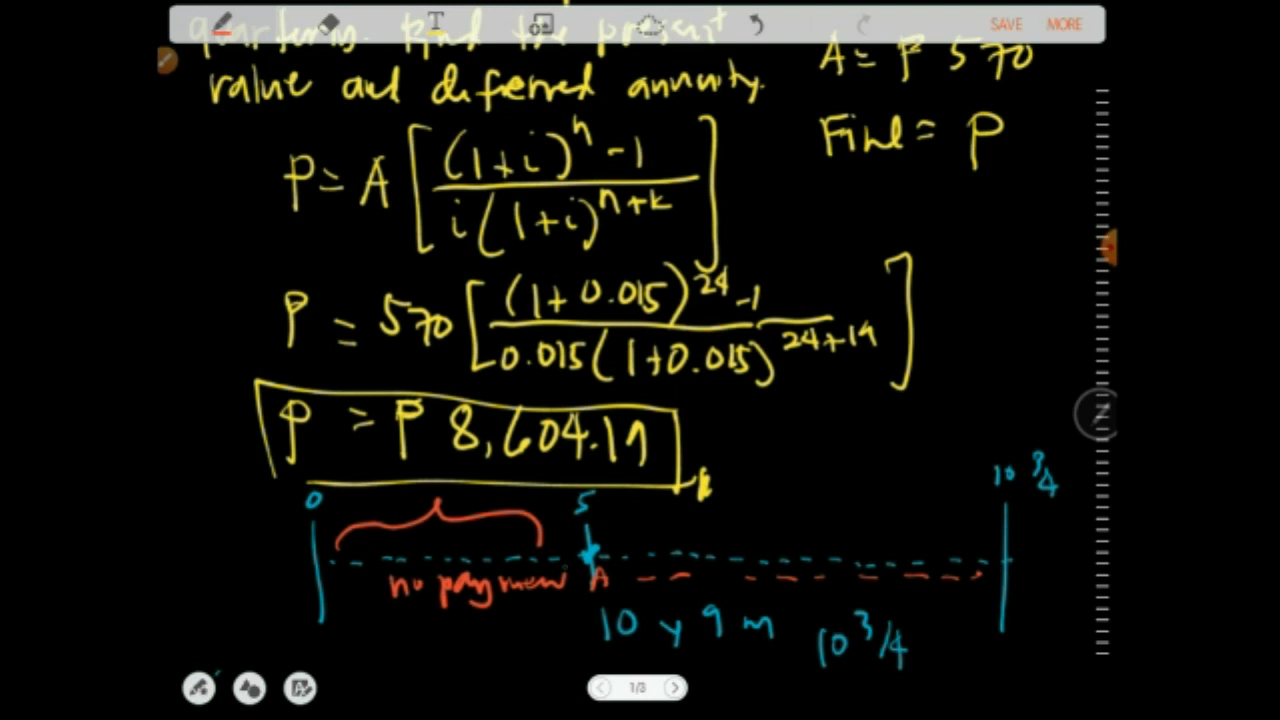 SAVE MORE
quarterly. Find the present
value and deferred annuity.
A = ₱ 570
Find = P
P = A [ (1+i)^n - 1 / i(1+i)^n+k ]
P = 570 [ (1+0.015)^24 - 1 / 0.015(1+0.015)^24+19 ]
P = ₱ 8,604.19
0 5 10 3/4
no payment A
10 y 9 m 10 3/4
1/3